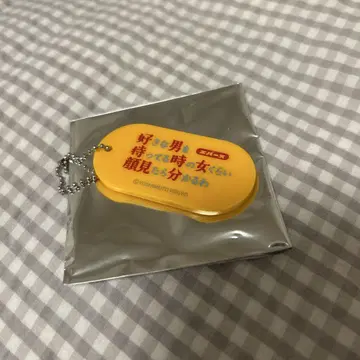 好きな男を
待ってる時の女くらい
顔見たら分かるわ